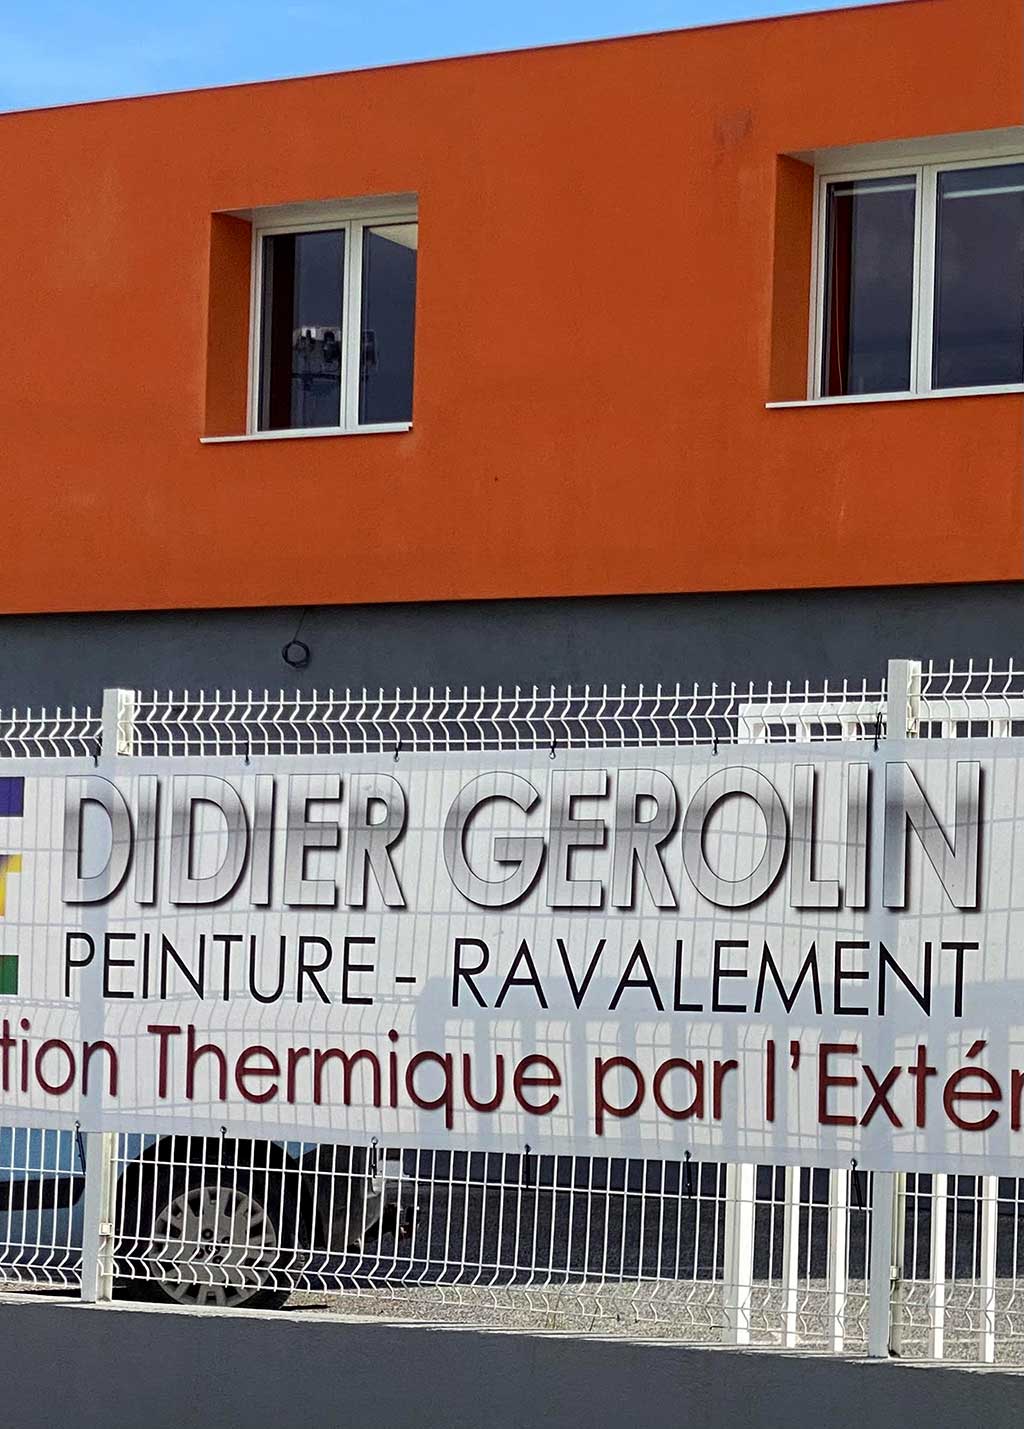 DIDIER GEROLIN
PEINTURE - RAVALEMENT
tion Thermique par l'Extér